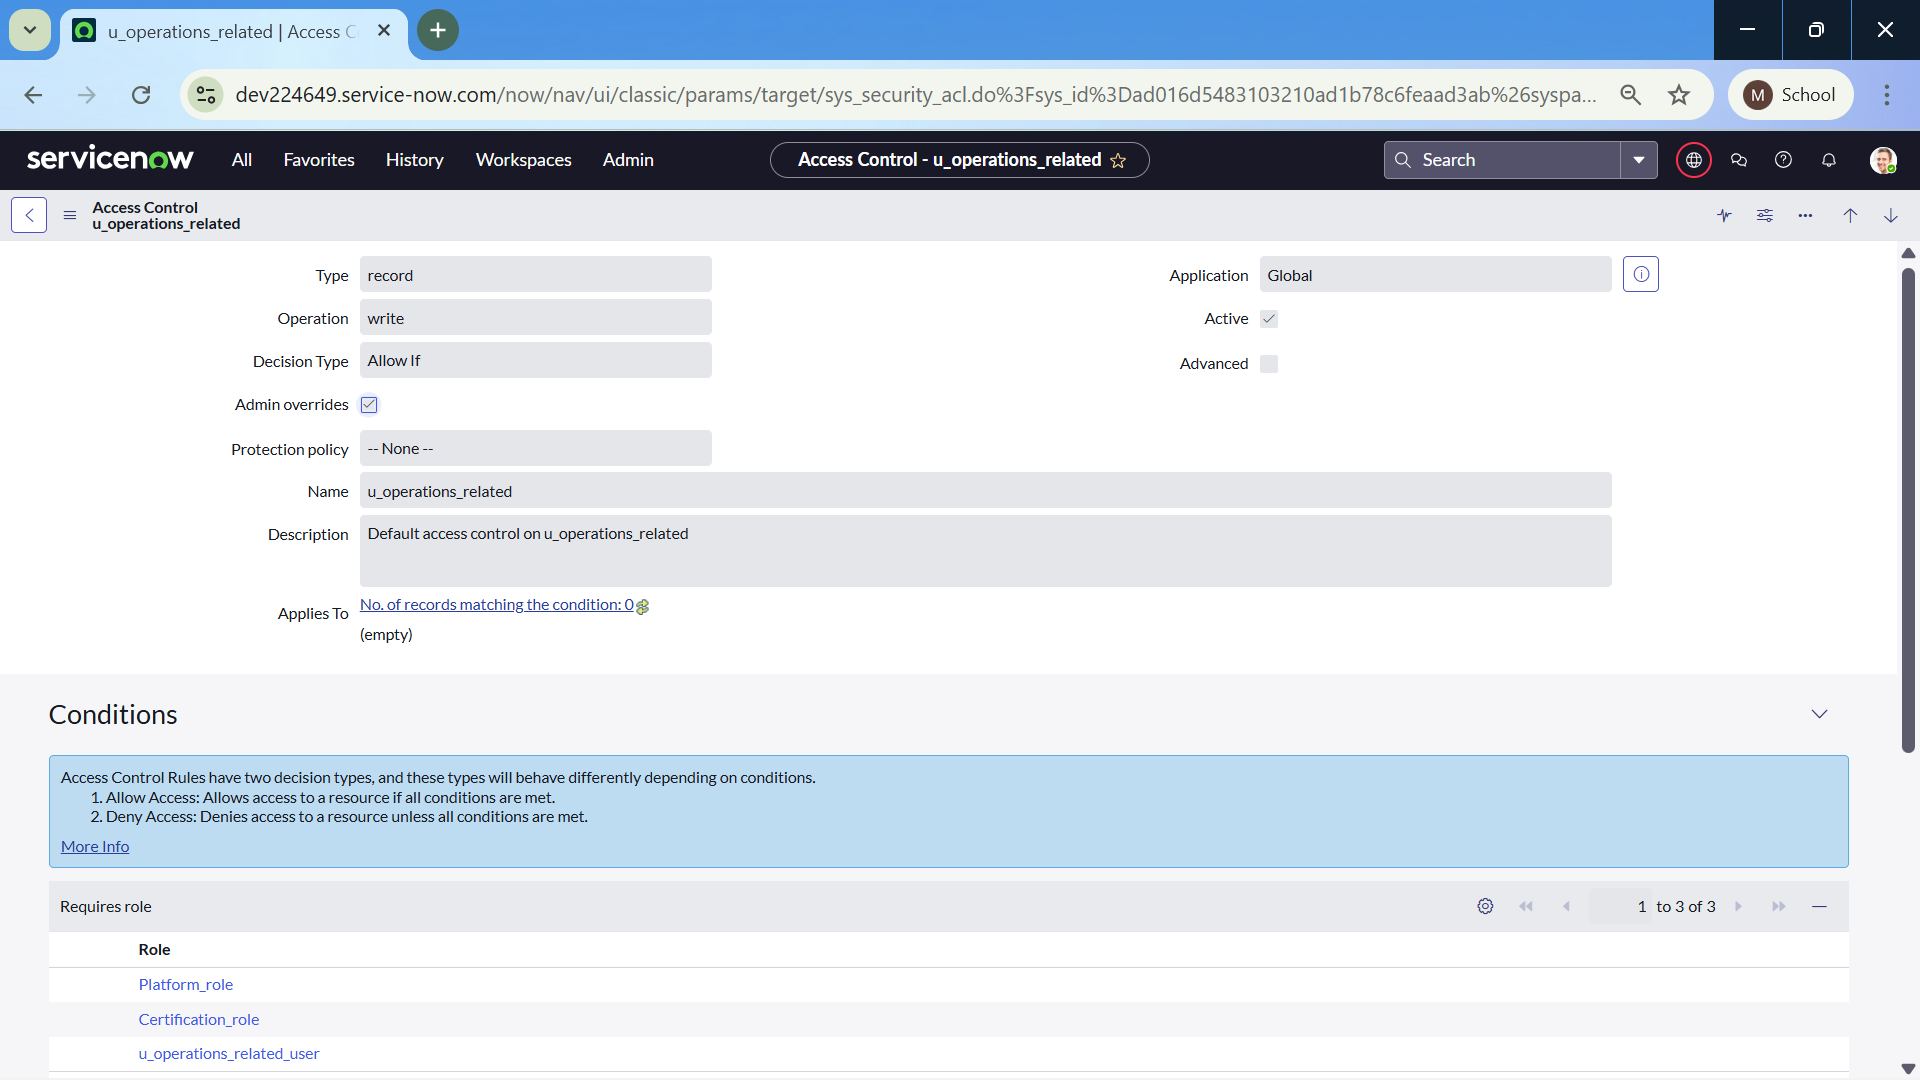 u_operations_related | Access C
dev224649.service-now.com/now/nav/ui/classic/params/target/sys_security_acl.do%3Fsys_id%3Dad016d5483103210ad1b78c6feaad3ab%26syspa...
M School
servicenow All Favorites History Workspaces Admin Access Control - u_operations_related Search
Access Control
u_operations_related
Type record Application Global
Operation write Active
Decision Type Allow If Advanced
Admin overrides
Protection policy -- None --
Name u_operations_related
Description Default access control on u_operations_related
Applies To No. of records matching the condition: 0
(empty)
Conditions
Access Control Rules have two decision types, and these types will behave differently depending on conditions.
1. Allow Access: Allows access to a resource if all conditions are met.
2. Deny Access: Denies access to a resource unless all conditions are met.
More Info
Requires role 1 to 3 of 3
Role
Platform_role
Certification_role
u_operations_related_user